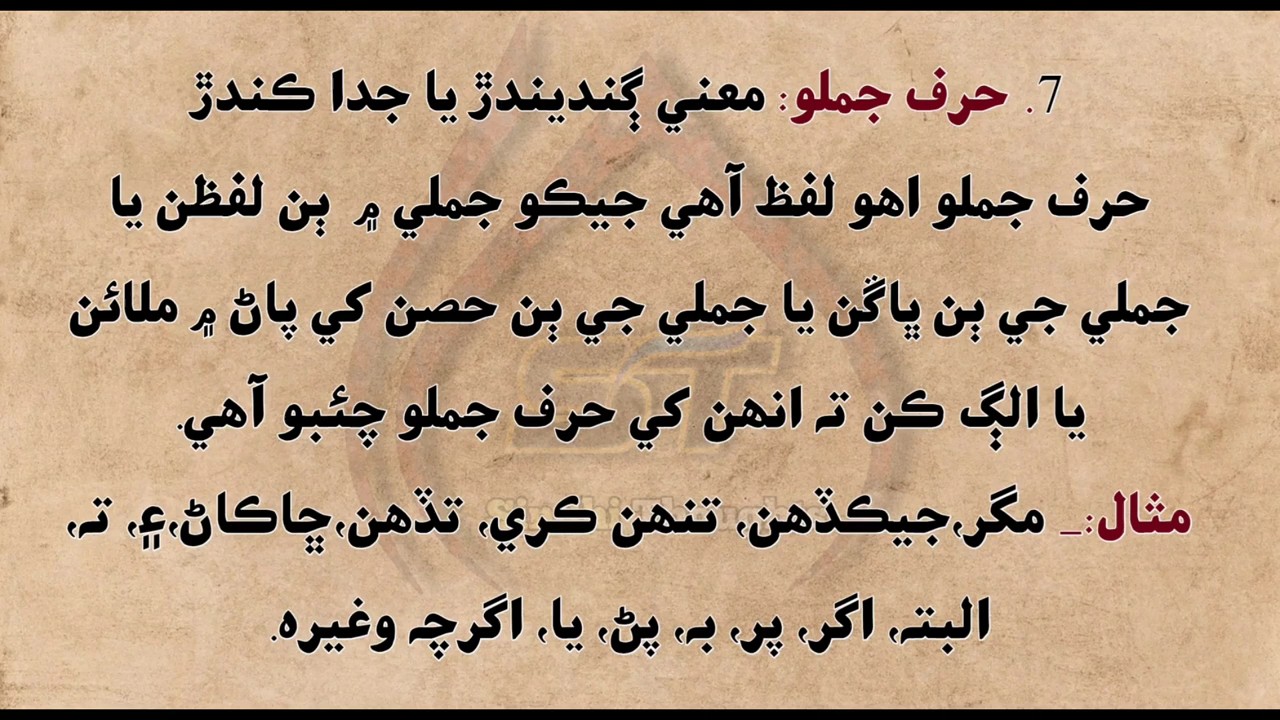 7. حرف جملو: معني ڳنڍيندڙ يا جدا ڪندڙ
حرف جملو اهو لفظ آهي جيڪو جملي ۾ ٻن لفظن يا
جملي جي ٻن ڀاڱن يا جملي جي ٻن حصن کي پاڻ ۾ ملائن
يا الڳ ڪن ته انهن کي حرف جملو چئبو آهي.
مثال:_ مگر،جيڪڏهن، تنهن ڪري، تڏهن،ڇاڪاڻ،۽، ته،
البته، اگر، پر، به، پڻ، يا، اگرچه وغيره.
ST